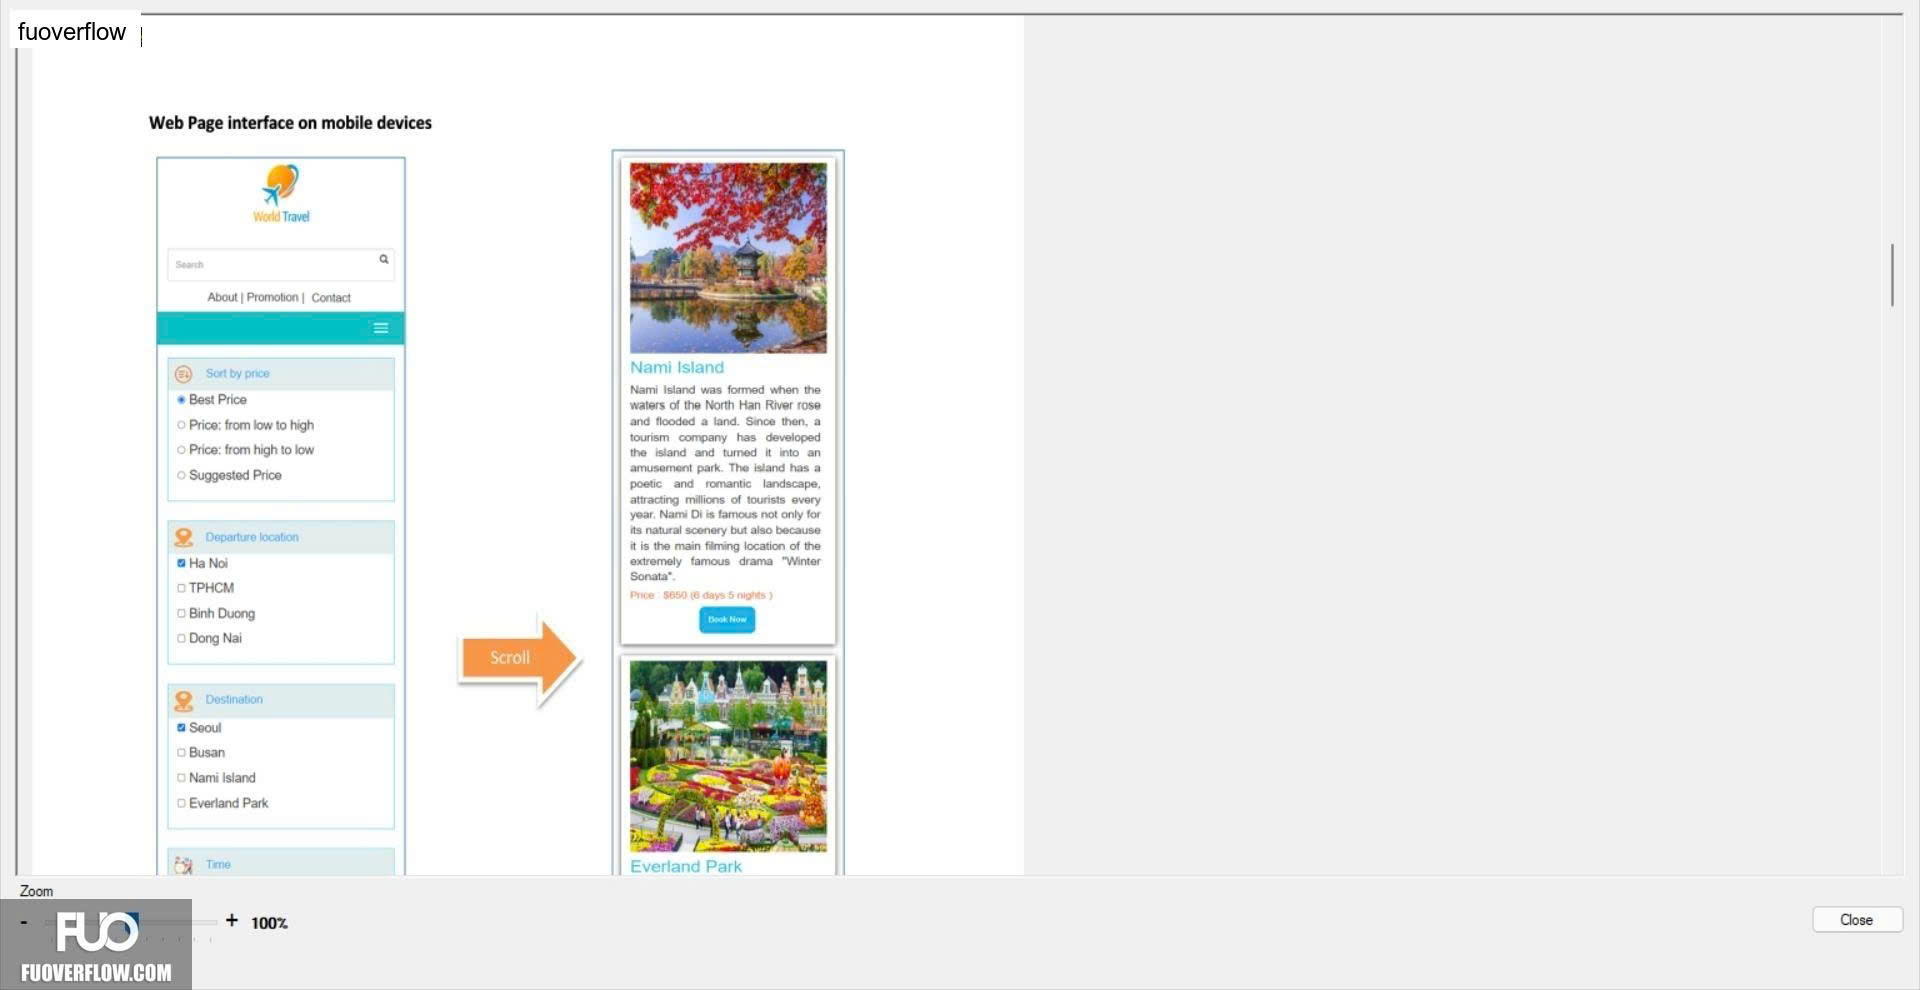 fuoverflow
Web Page interface on mobile devices
World Travel
Search
About | Promotion | Contact
Sort by price
Best Price
Price: from low to high
Price: from high to low
Suggested Price
Departure location
Ha Noi
TPHCM
Binh Duong
Dong Nai
Destination
Seoul
Busan
Nami Island
Everland Park
Time
Scroll
Nami Island
Nami Island was formed when the
waters of the North Han River rose
and flooded a land. Since then, a
tourism company has developed
the island and turned it into an
amusement park. The island has a
poetic and romantic landscape,
attracting millions of tourists every
year. Nami Di is famous not only for
its natural scenery but also because
it is the main filming location of the
extremely famous drama "Winter
Sonata".
Price : $650 (6 days 5 nights )
Book Now
Everland Park
Zoom
- + 100%
Close
FUO
FUOVERFLOW.COM